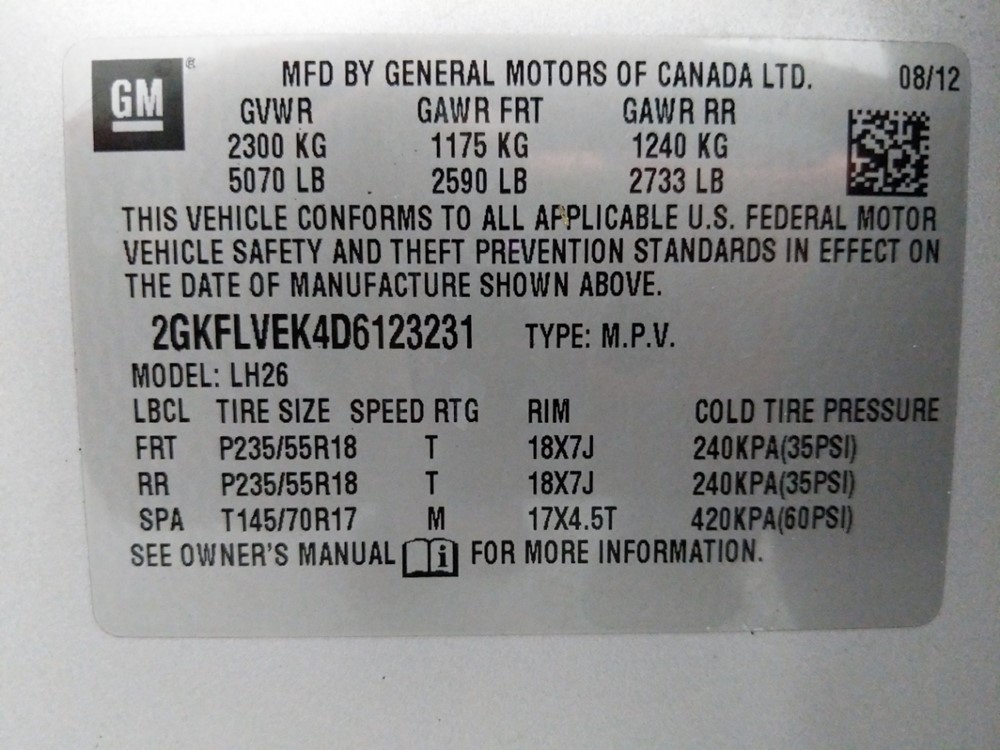 GM ®
MFD BY GENERAL MOTORS OF CANADA LTD. 08/12
GVWR GAWR FRT GAWR RR
2300 KG 1175 KG 1240 KG
5070 LB 2590 LB 2733 LB
THIS VEHICLE CONFORMS TO ALL APPLICABLE U.S. FEDERAL MOTOR
VEHICLE SAFETY AND THEFT PREVENTION STANDARDS IN EFFECT ON
THE DATE OF MANUFACTURE SHOWN ABOVE.
2GKFLVEK4D6123231 TYPE: M.P.V.
MODEL: LH26
LBCL TIRE SIZE SPEED RTG RIM COLD TIRE PRESSURE
FRT P235/55R18 T 18X7J 240KPA(35PSI)
RR P235/55R18 T 18X7J 240KPA(35PSI)
SPA T145/70R17 M 17X4.5T 420KPA(60PSI)
SEE OWNER'S MANUAL i FOR MORE INFORMATION.